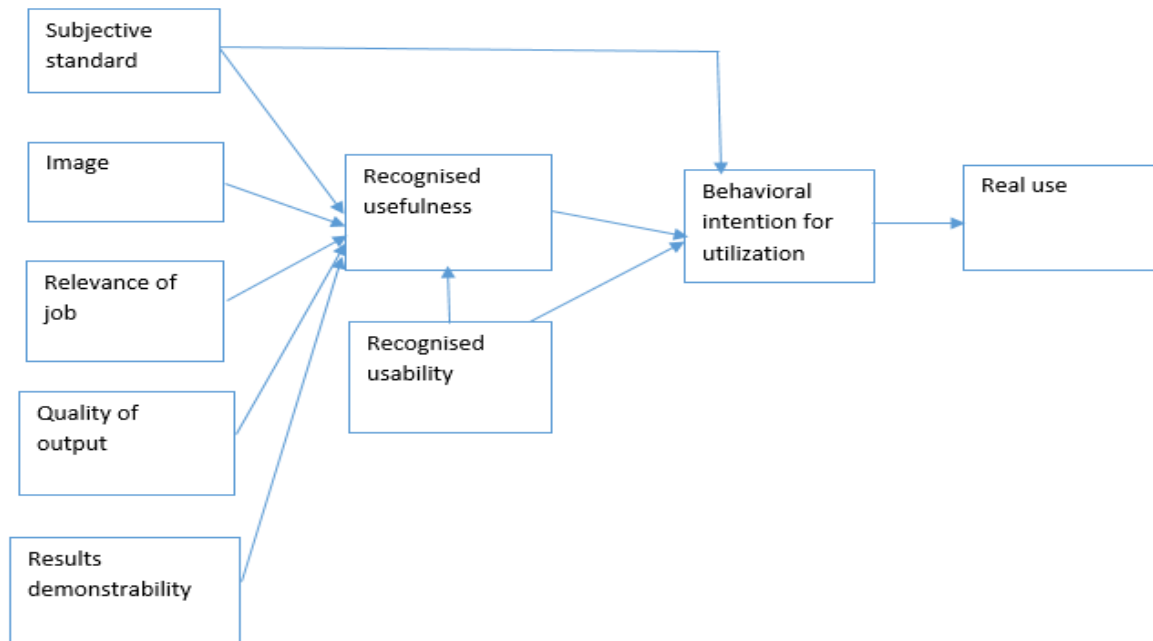 Subjective
standard
Image
Relevance of
job
Quality of
output
Results
demonstrability
Recognised
usefulness
Recognised
usability
Behavioral
intention for
utilization
Real use